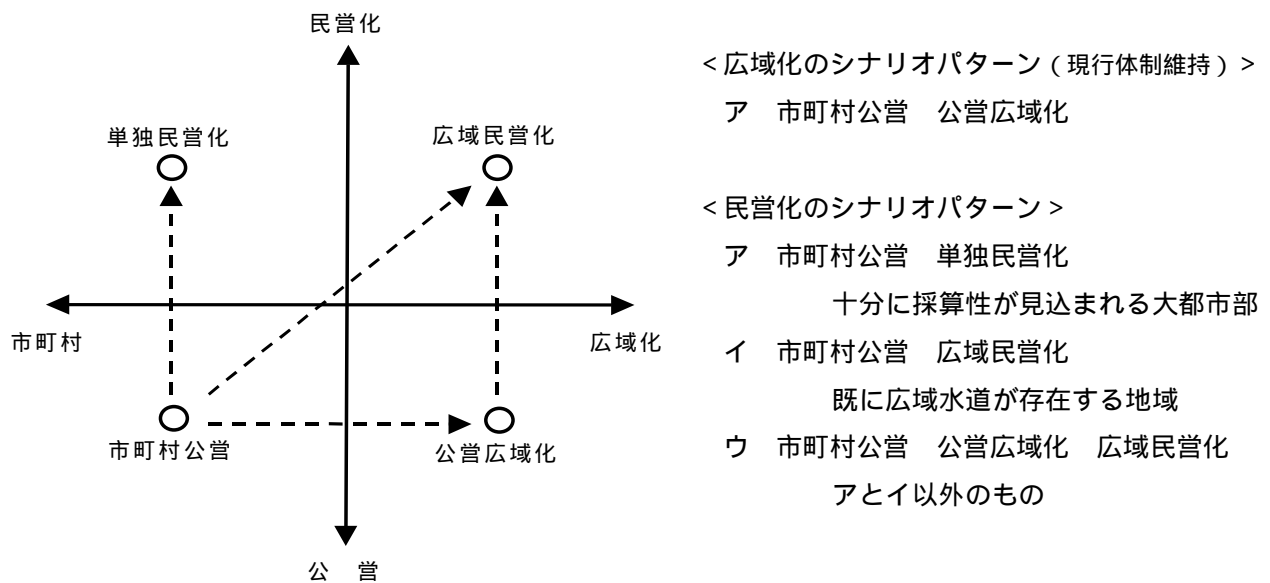 民営化
単独民営化
広域民営化
市町村
広域化
市町村公営
公営広域化
公　営
＜広域化のシナリオパターン（現行体制維持）＞
ア　市町村公営　公営広域化
＜民営化のシナリオパターン＞
ア　市町村公営　単独民営化
十分に採算性が見込まれる大都市部
イ　市町村公営　広域民営化
既に広域水道が存在する地域
ウ　市町村公営　公営広域化　広域民営化
アとイ以外のもの